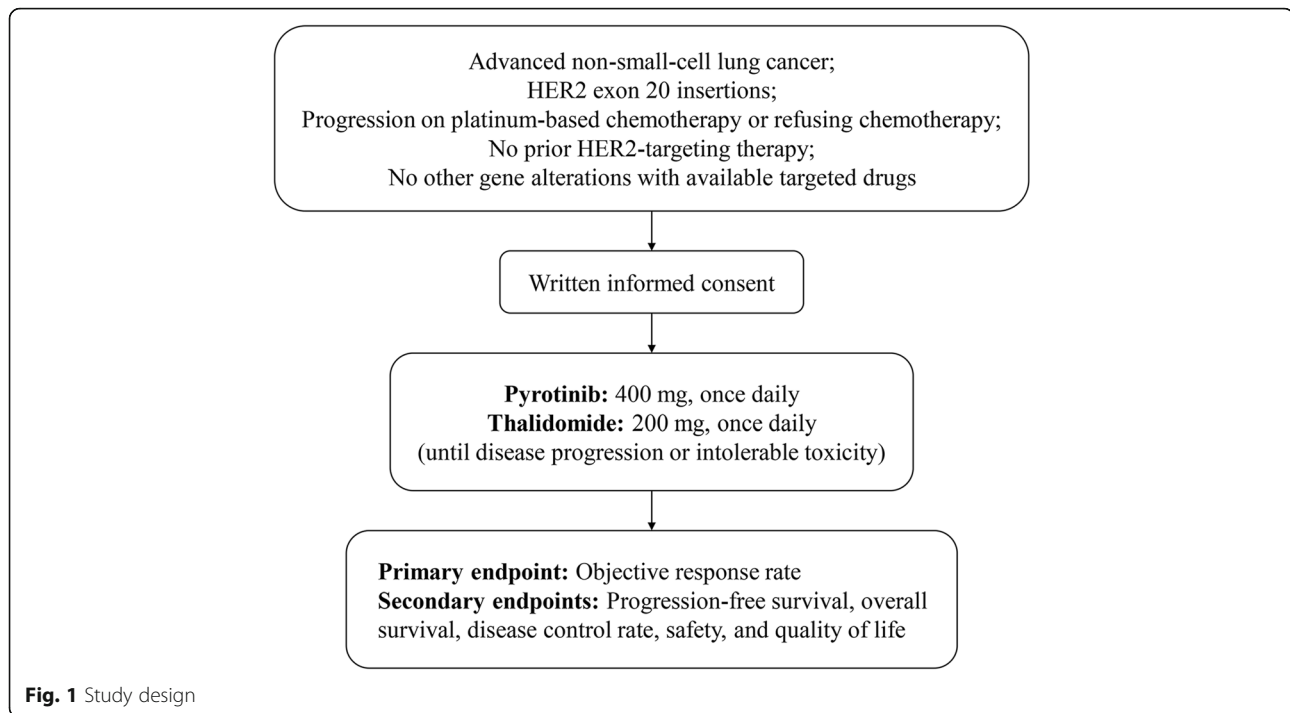 Advanced non-small-cell lung cancer;
HER2 exon 20 insertions;
Progression on platinum-based chemotherapy or refusing chemotherapy;
No prior HER2-targeting therapy;
No other gene alterations with available targeted drugs
Written informed consent
Pyrotinib: 400 mg, once daily
Thalidomide: 200 mg, once daily
(until disease progression or intolerable toxicity)
Primary endpoint: Objective response rate
Secondary endpoints: Progression-free survival, overall
survival, disease control rate, safety, and quality of life
Fig. 1 Study design